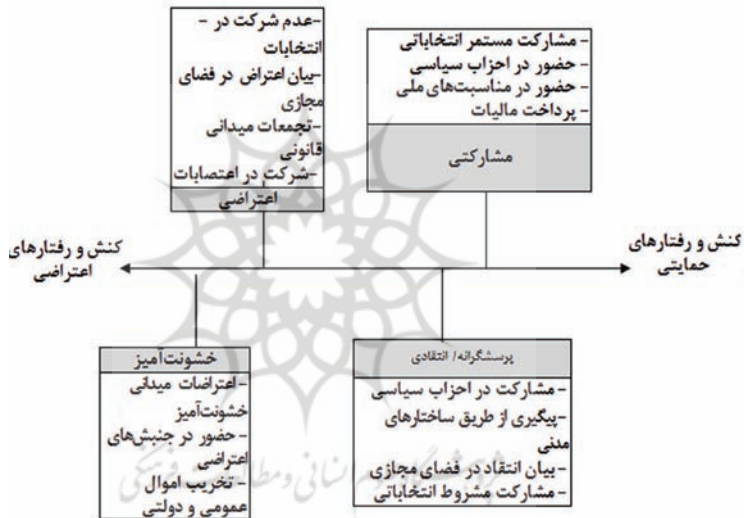 - مشارکت مستمر انتخاباتی
- حضور در احزاب سیاسی
- حضور در مناسبت‌های ملی
- پرداخت مالیات
مشارکتی
-عدم شرکت در -
انتخابات
-بیان اعتراض در فضای
مجازی
-تجمعات میدانی
قانونی
-شرکت در اعتصابات
اعتراضی
کنش و رفتارهای
حمایتی
کنش و رفتارهای
اعتراضی
پرسشگرانه/ انتقادی
- مشارکت در احزاب سیاسی
-پیگیری از طریق ساختارهای
مدنی
- بیان انتقاد در فضای مجازی
- مشارکت مشروط انتخاباتی
خشونت‌آمیز
-اعتراضات میدانی
خشونت‌آمیز
- حضور در جنبش‌های
اعتراضی
- تخریب اموال
عمومی و دولتی